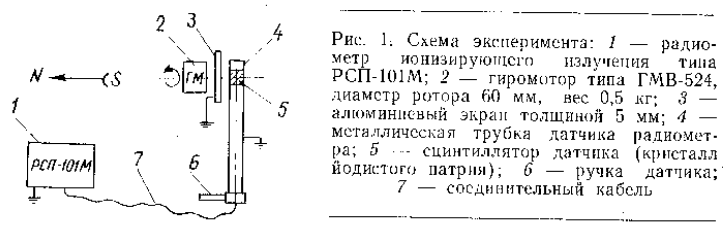 1
2
3
4
5
6
7
N
S
ГМ
РСП-101М
Рис. 1. Схема эксперимента: 1 — радио-
метр ионизирующего излучения типа
РСП-101М; 2 — гиромотор типа ГМВ-524,
диаметр ротора 60 мм, вес 0,5 кг; 3 —
алюминиевый экран толщиной 5 мм; 4 —
металлическая трубка датчика радиомет-
ра; 5 — сцинтиллятор датчика (кристалл
йодистого натрия); 6 — ручка датчика;
7 — соединительный кабель